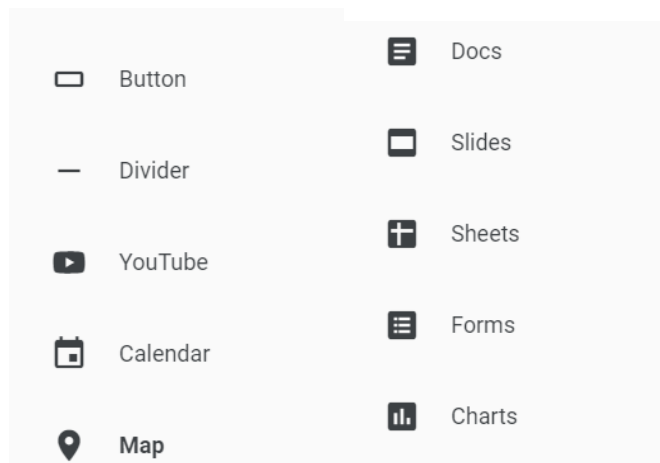 Button
Divider
YouTube
Calendar
Map
Docs
Slides
Sheets
Forms
Charts